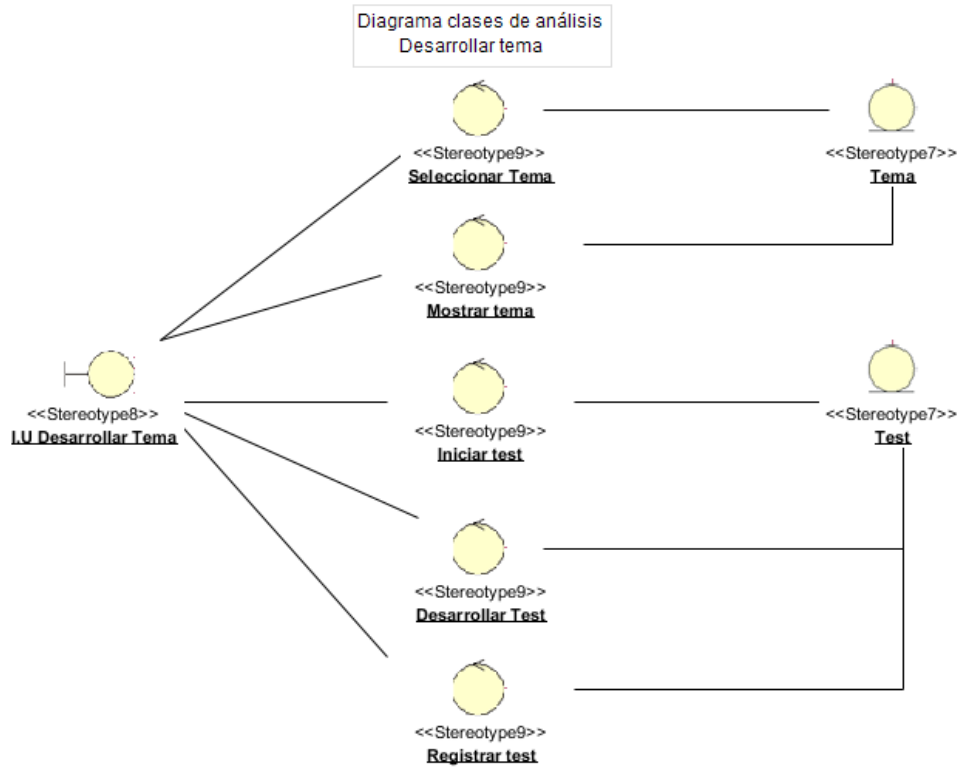 Diagrama clases de análisis
Desarrollar tema
<<Stereotype9>>
Seleccionar Tema
<<Stereotype7>>
Tema
<<Stereotype9>>
Mostrar tema
<<Stereotype8>>
I.U Desarrollar Tema
<<Stereotype9>>
Iniciar test
<<Stereotype7>>
Test
<<Stereotype9>>
Desarrollar Test
<<Stereotype9>>
Registrar test